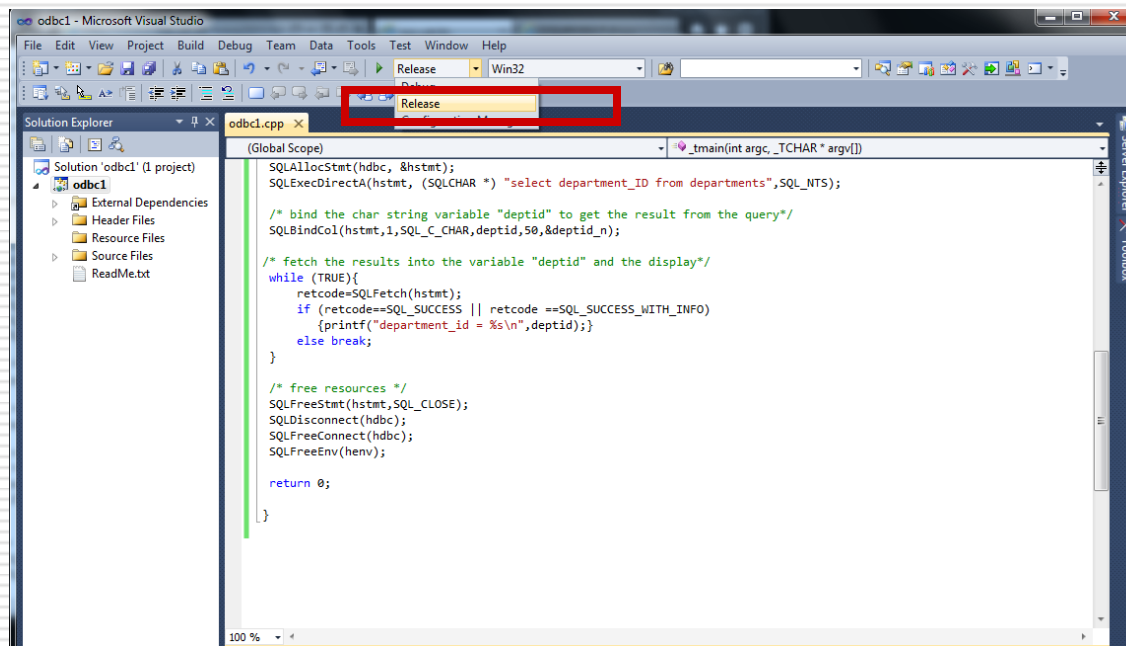 odbc1 - Microsoft Visual Studio
File Edit View Project Build Debug Team Data Tools Test Window Help
Release Win32
Debug
Release
Solution Explorer
odbc1.cpp
(Global Scope) _tmain(int argc, _TCHAR * argv[])
Solution 'odbc1' (1 project)
odbc1
External Dependencies
Header Files
Resource Files
Source Files
ReadMe.txt
SQLAllocStmt(hdbc, &hstmt);
SQLExecDirectA(hstmt, (SQLCHAR *) "select department_ID from departments",SQL_NTS);
/* bind the char string variable "deptid" to get the result from the query*/
SQLBindCol(hstmt,1,SQL_C_CHAR,deptid,50,&deptid_n);
/* fetch the results into the variable "deptid" and the display*/
while (TRUE){
retcode=SQLFetch(hstmt);
if (retcode==SQL_SUCCESS || retcode ==SQL_SUCCESS_WITH_INFO)
{printf("department_id = %s\n",deptid);}
else break;
}
/* free resources */
SQLFreeStmt(hstmt,SQL_CLOSE);
SQLDisconnect(hdbc);
SQLFreeConnect(hdbc);
SQLFreeEnv(henv);
return 0;
}
100 %
Server Explorer
Toolbox